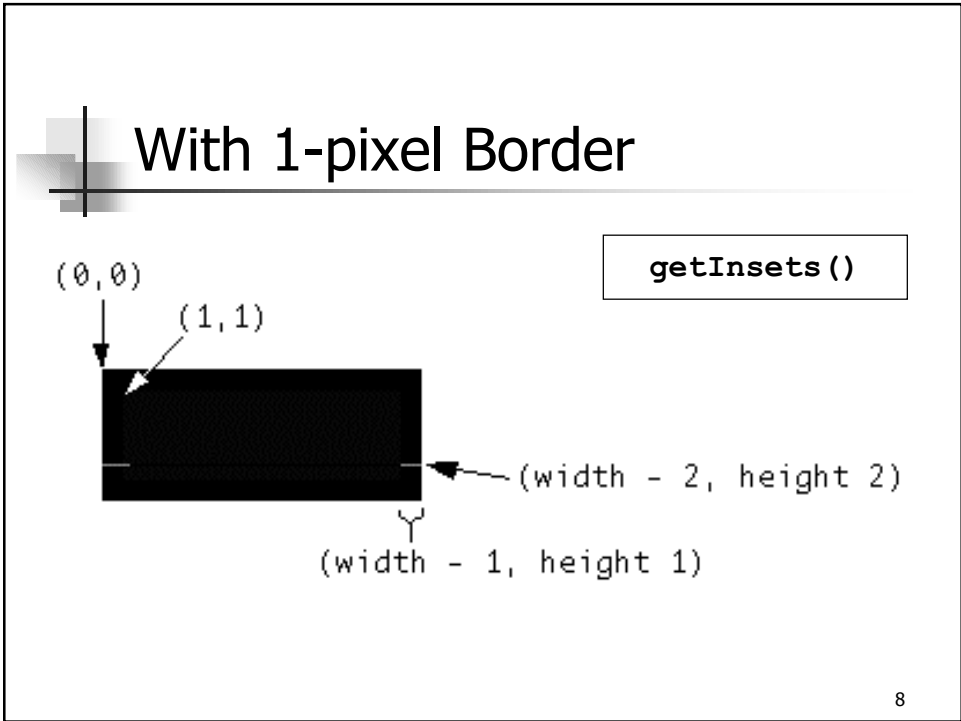 With 1-pixel Border
getInsets()
(0,0)
(1,1)
(width - 2, height 2)
(width - 1, height 1)
8